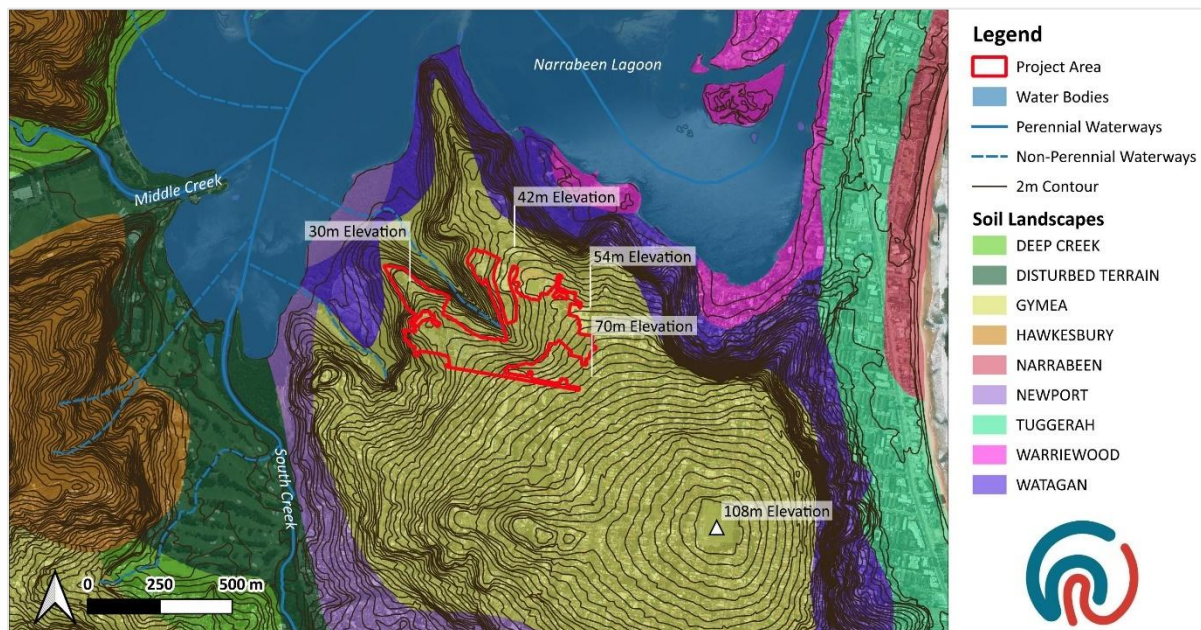 Narrabeen Lagoon
Middle Creek
42m Elevation
30m Elevation
54m Elevation
70m Elevation
South Creek
108m Elevation
0 250 500 m
Legend
Project Area
Water Bodies
Perennial Waterways
Non-Perennial Waterways
2m Contour
Soil Landscapes
DEEP CREEK
DISTURBED TERRAIN
GYMEA
HAWKESBURY
NARRABEEN
NEWPORT
TUGGERAH
WARRIEWOOD
WATAGAN